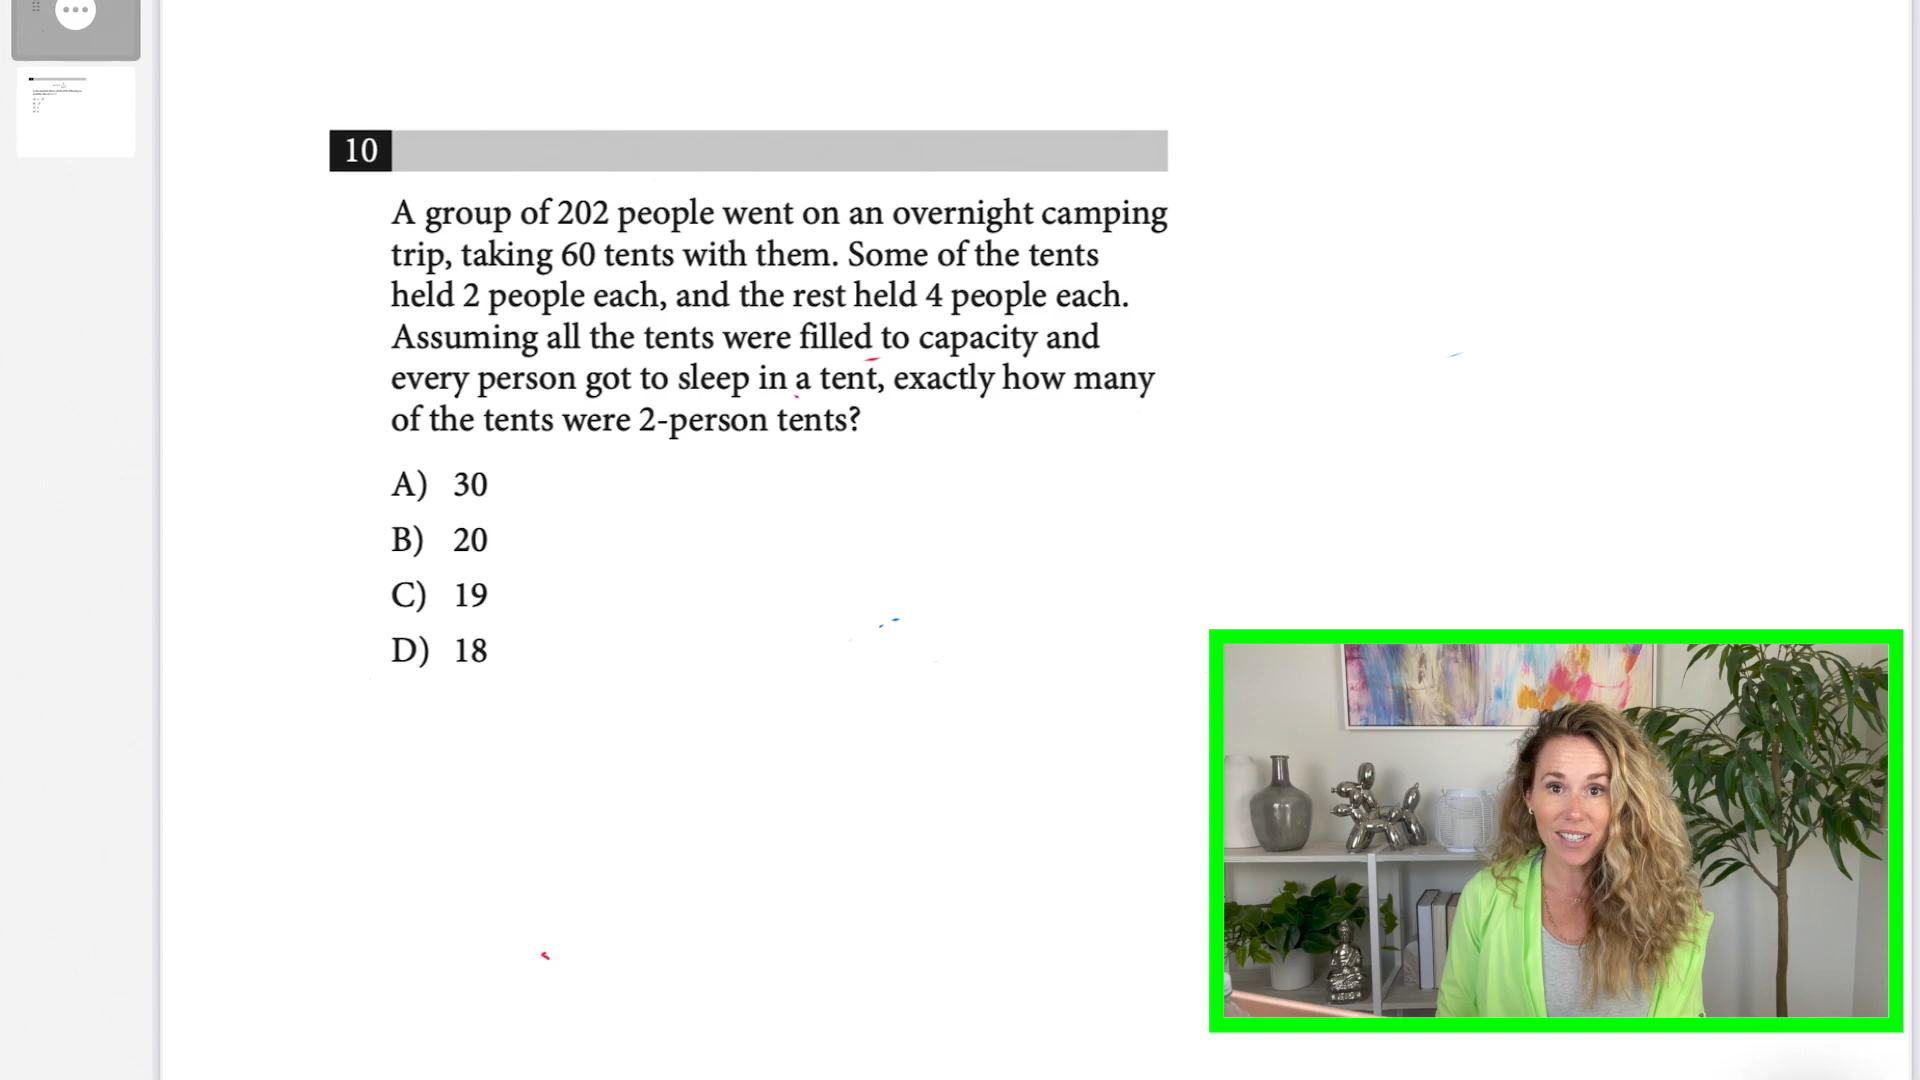 10
A group of 202 people went on an overnight camping
trip, taking 60 tents with them. Some of the tents
held 2 people each, and the rest held 4 people each.
Assuming all the tents were filled to capacity and
every person got to sleep in a tent, exactly how many
of the tents were 2-person tents?
A) 30
B) 20
C) 19
D) 18